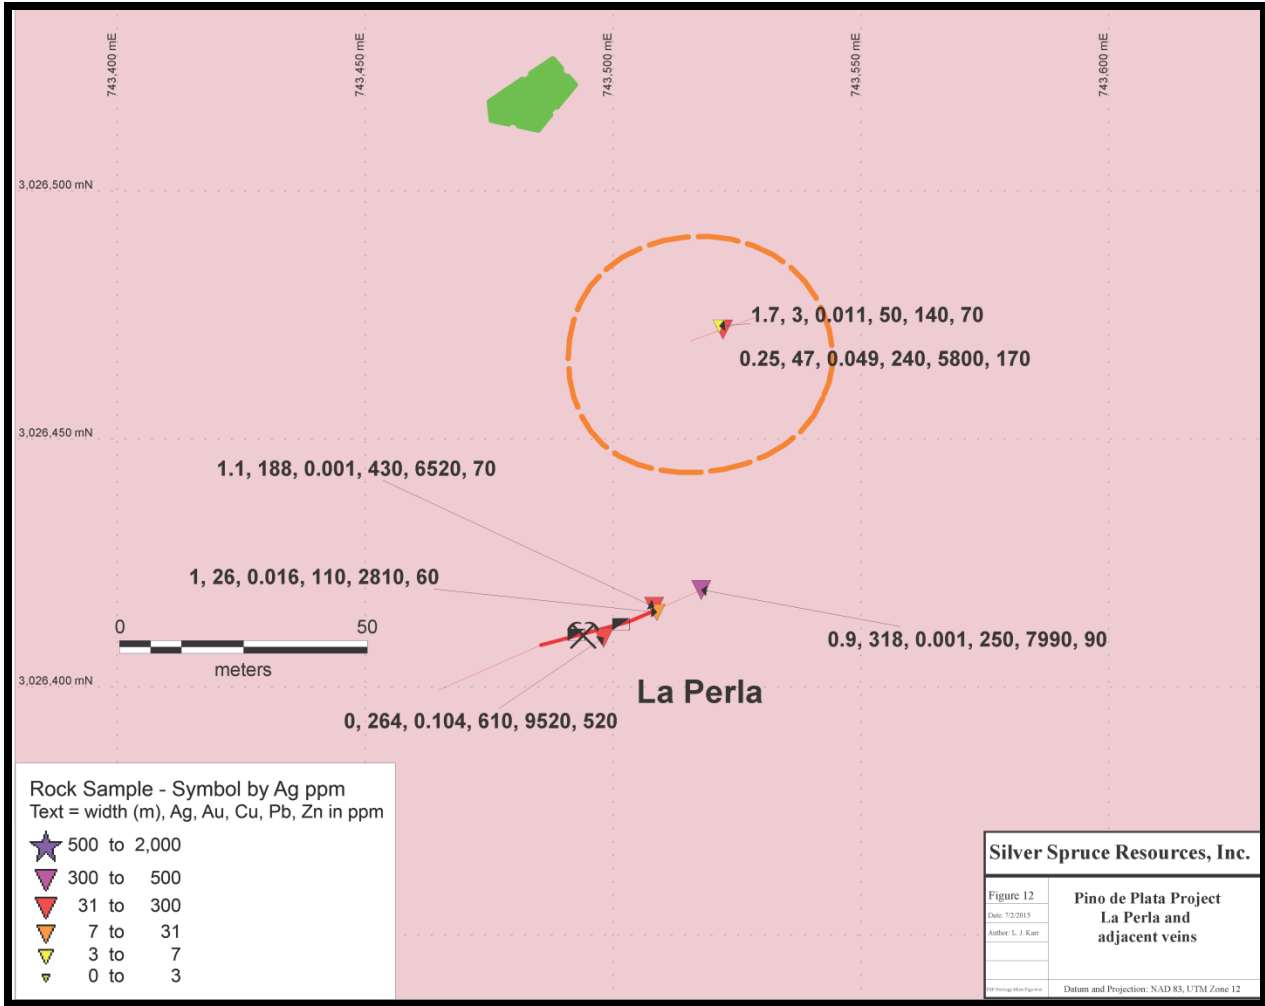 743,400 mE
743,450 mE
743,500 mE
743,550 mE
743,600 mE
3,026,500 mN
1.7, 3, 0.011, 50, 140, 70
0.25, 47, 0.049, 240, 5800, 170
3,026,450 mN
1.1, 188, 0.001, 430, 6520, 70
1, 26, 0.016, 110, 2810, 60
0 50
meters
0.9, 318, 0.001, 250, 7990, 90
3,026,400 mN
La Perla
0, 264, 0.104, 610, 9520, 520
Rock Sample - Symbol by Ag ppm
Text = width (m), Ag, Au, Cu, Pb, Zn in ppm
500 to 2,000
300 to 500
31 to 300
7 to 31
3 to 7
0 to 3
Silver Spruce Resources, Inc.
Figure 12
Date: 7/2/2015
Author: L. J. Karr
Pino de Plata Project
La Perla and
adjacent veins
Datum and Projection: NAD 83, UTM Zone 12